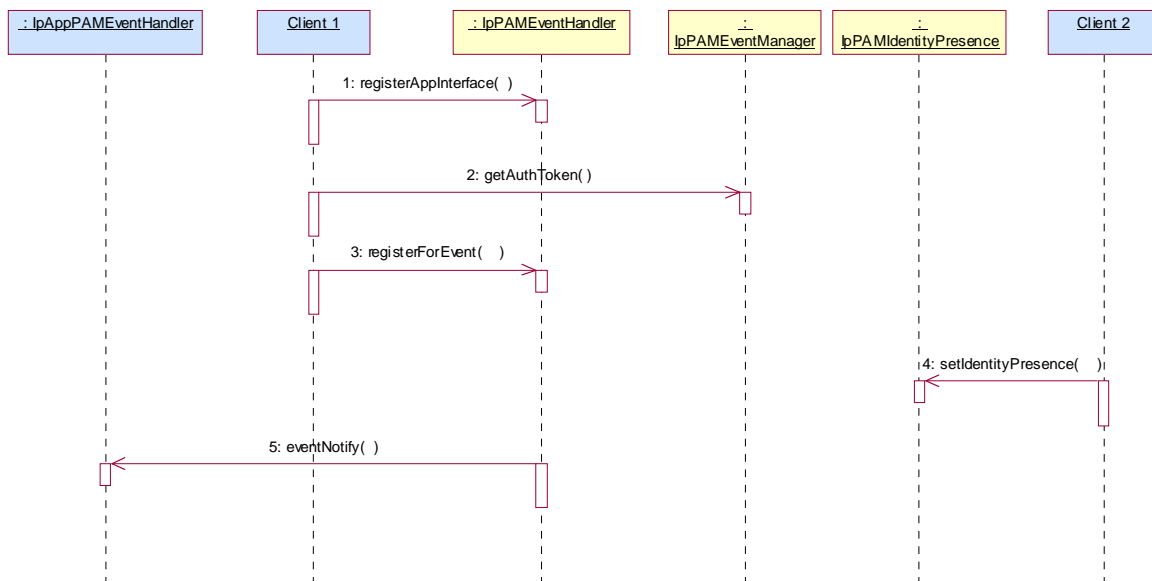 : IpAppPAMEventHandler
Client 1
: IpPAMEventHandler
:
IpPAMEventManager
:
IpPAMIdentityPresence
Client 2
1: registerAppInterface( )
2: getAuthToken( )
3: registerForEvent( )
4: setIdentityPresence( )
5: eventNotify( )